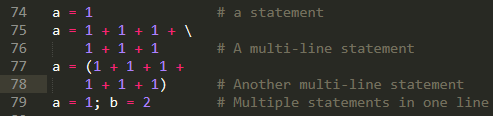 74 a = 1 # a statement
75 a = 1 + 1 + 1 + \
76 1 + 1 + 1 # A multi-line statement
77 a = (1 + 1 + 1 +
78 1 + 1 + 1) # Another multi-line statement
79 a = 1; b = 2 # Multiple statements in one line